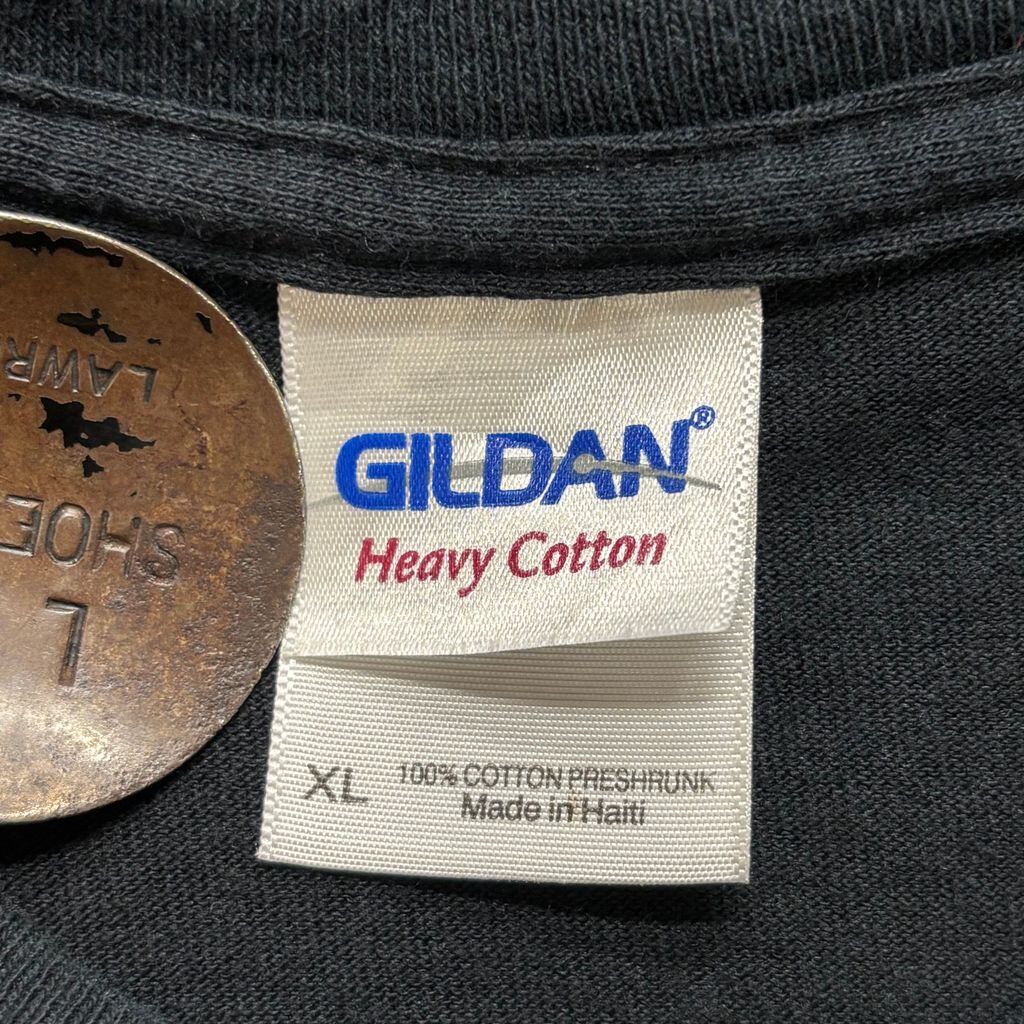 GILDAN®
Heavy Cotton
XL 100% COTTON PRESHRUNK
Made in Haiti
L
SHOE
LAWR